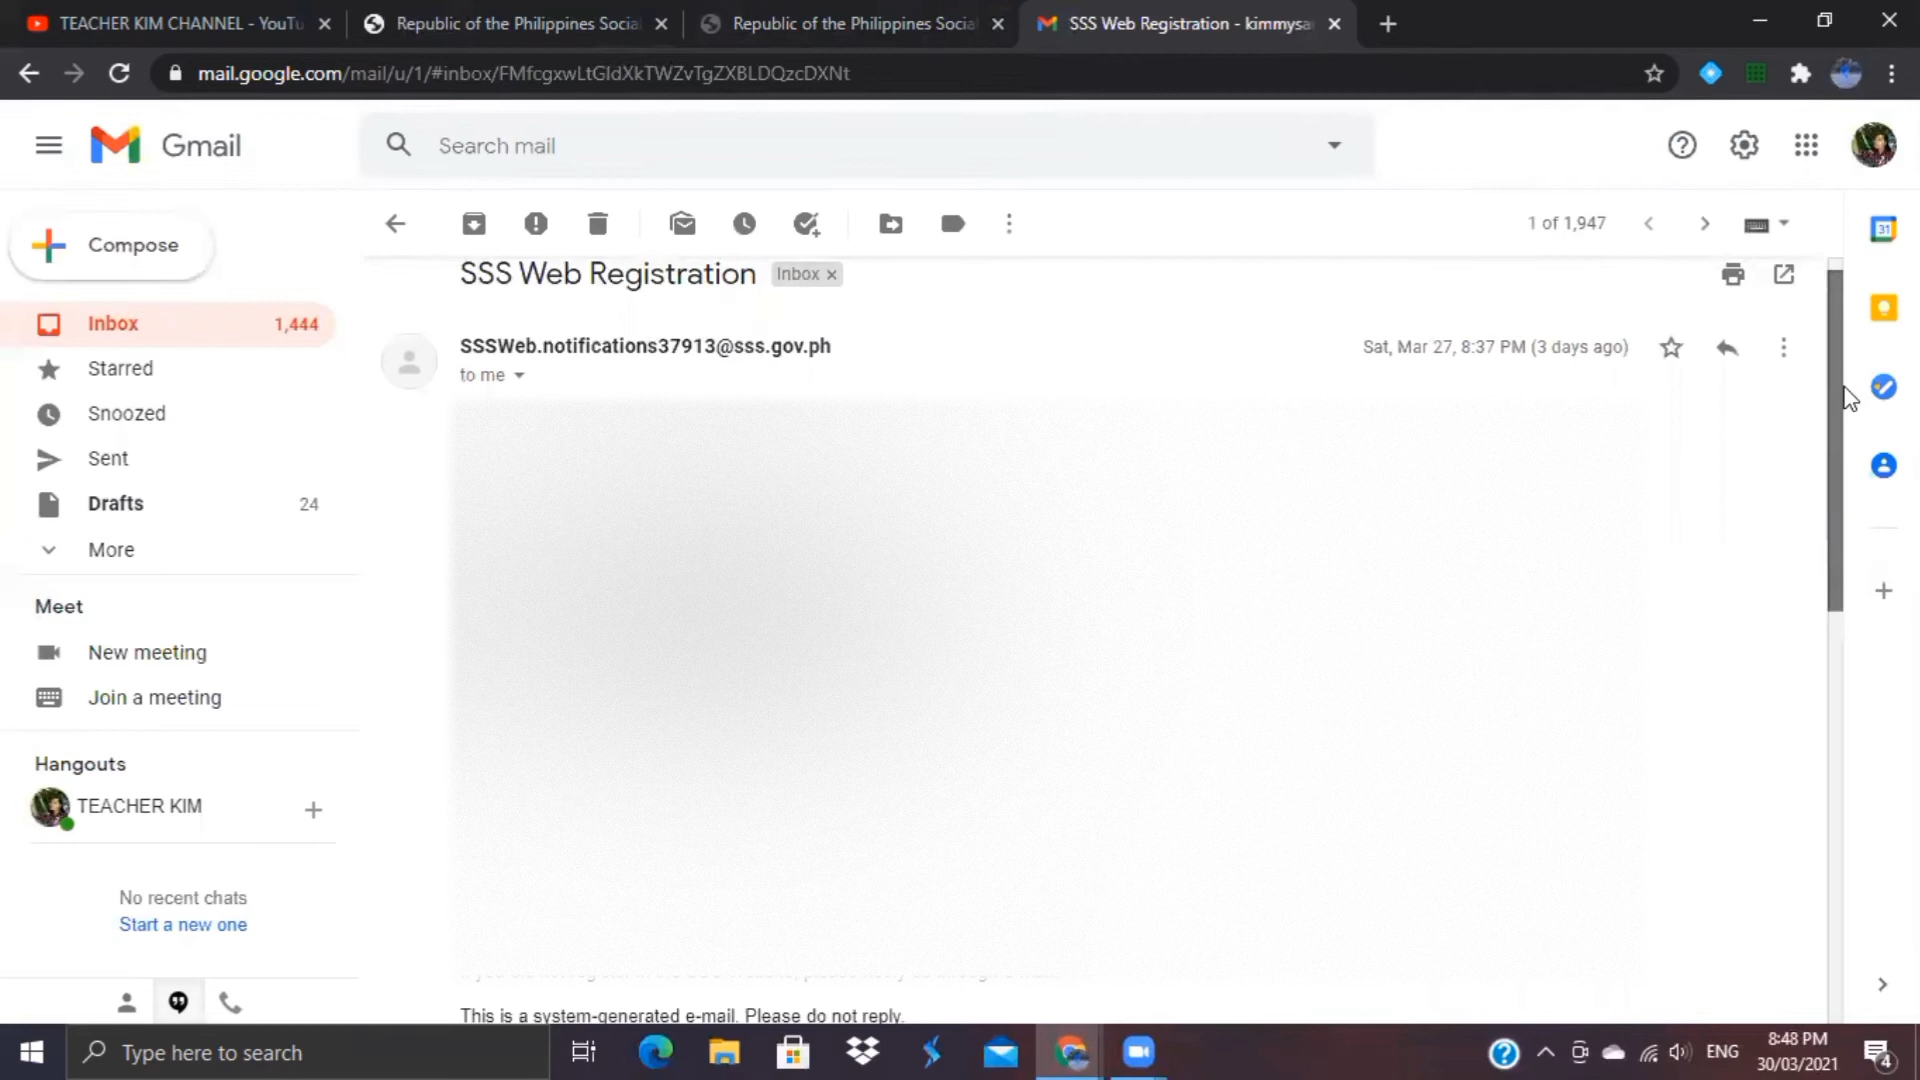 TEACHER KIM CHANNEL - YouTu
Republic of the Philippines Social
Republic of the Philippines Social
SSS Web Registration - kimmysa
mail.google.com/mail/u/1/#inbox/FMfcgxwLtGldXkTWZvTgZXBLDQzcDXNt
Gmail
Search mail
Compose
1 of 1,947
31
SSS Web Registration
Inbox x
Inbox 1,444
SSSWeb.notifications37913@sss.gov.ph
Sat, Mar 27, 8:37 PM (3 days ago)
to me
Starred
Snoozed
Sent
Drafts 24
More
Meet
New meeting
Join a meeting
Hangouts
TEACHER KIM
No recent chats
Start a new one
This is a system-generated e-mail. Please do not reply.
Type here to search
ENG
8:48 PM
30/03/2021
4